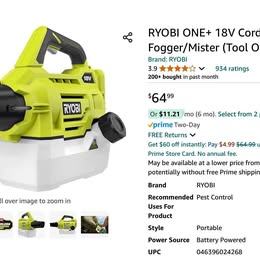 RYOBI ONE+ 18V Cord
Fogger/Mister (Tool O
Brand: RYOBI
3.9 934 ratings
200+ bought in past month
$64.99
Or $11.21 /mo (6 mo). Select from 2
prime Two-Day
FREE Returns
Get $60 off instantly: Pay $4.99 $64.99
Prime Store Card. No annual fee.
May be available at a lower price from
potentially without free Prime shippin
Brand RYOBI
Recommended Pest Control
Uses For
Product
Style Portable
Power Source Battery Powered
UPC 046396024268
RYOBI
18V
ll over image to zoom in